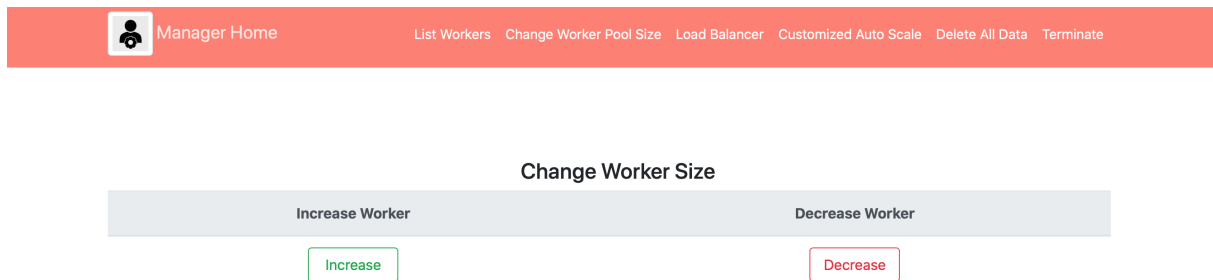 Manager Home List Workers Change Worker Pool Size Load Balancer Customized Auto Scale Delete All Data Terminate
Change Worker Size
Increase Worker Decrease Worker
Increase Decrease